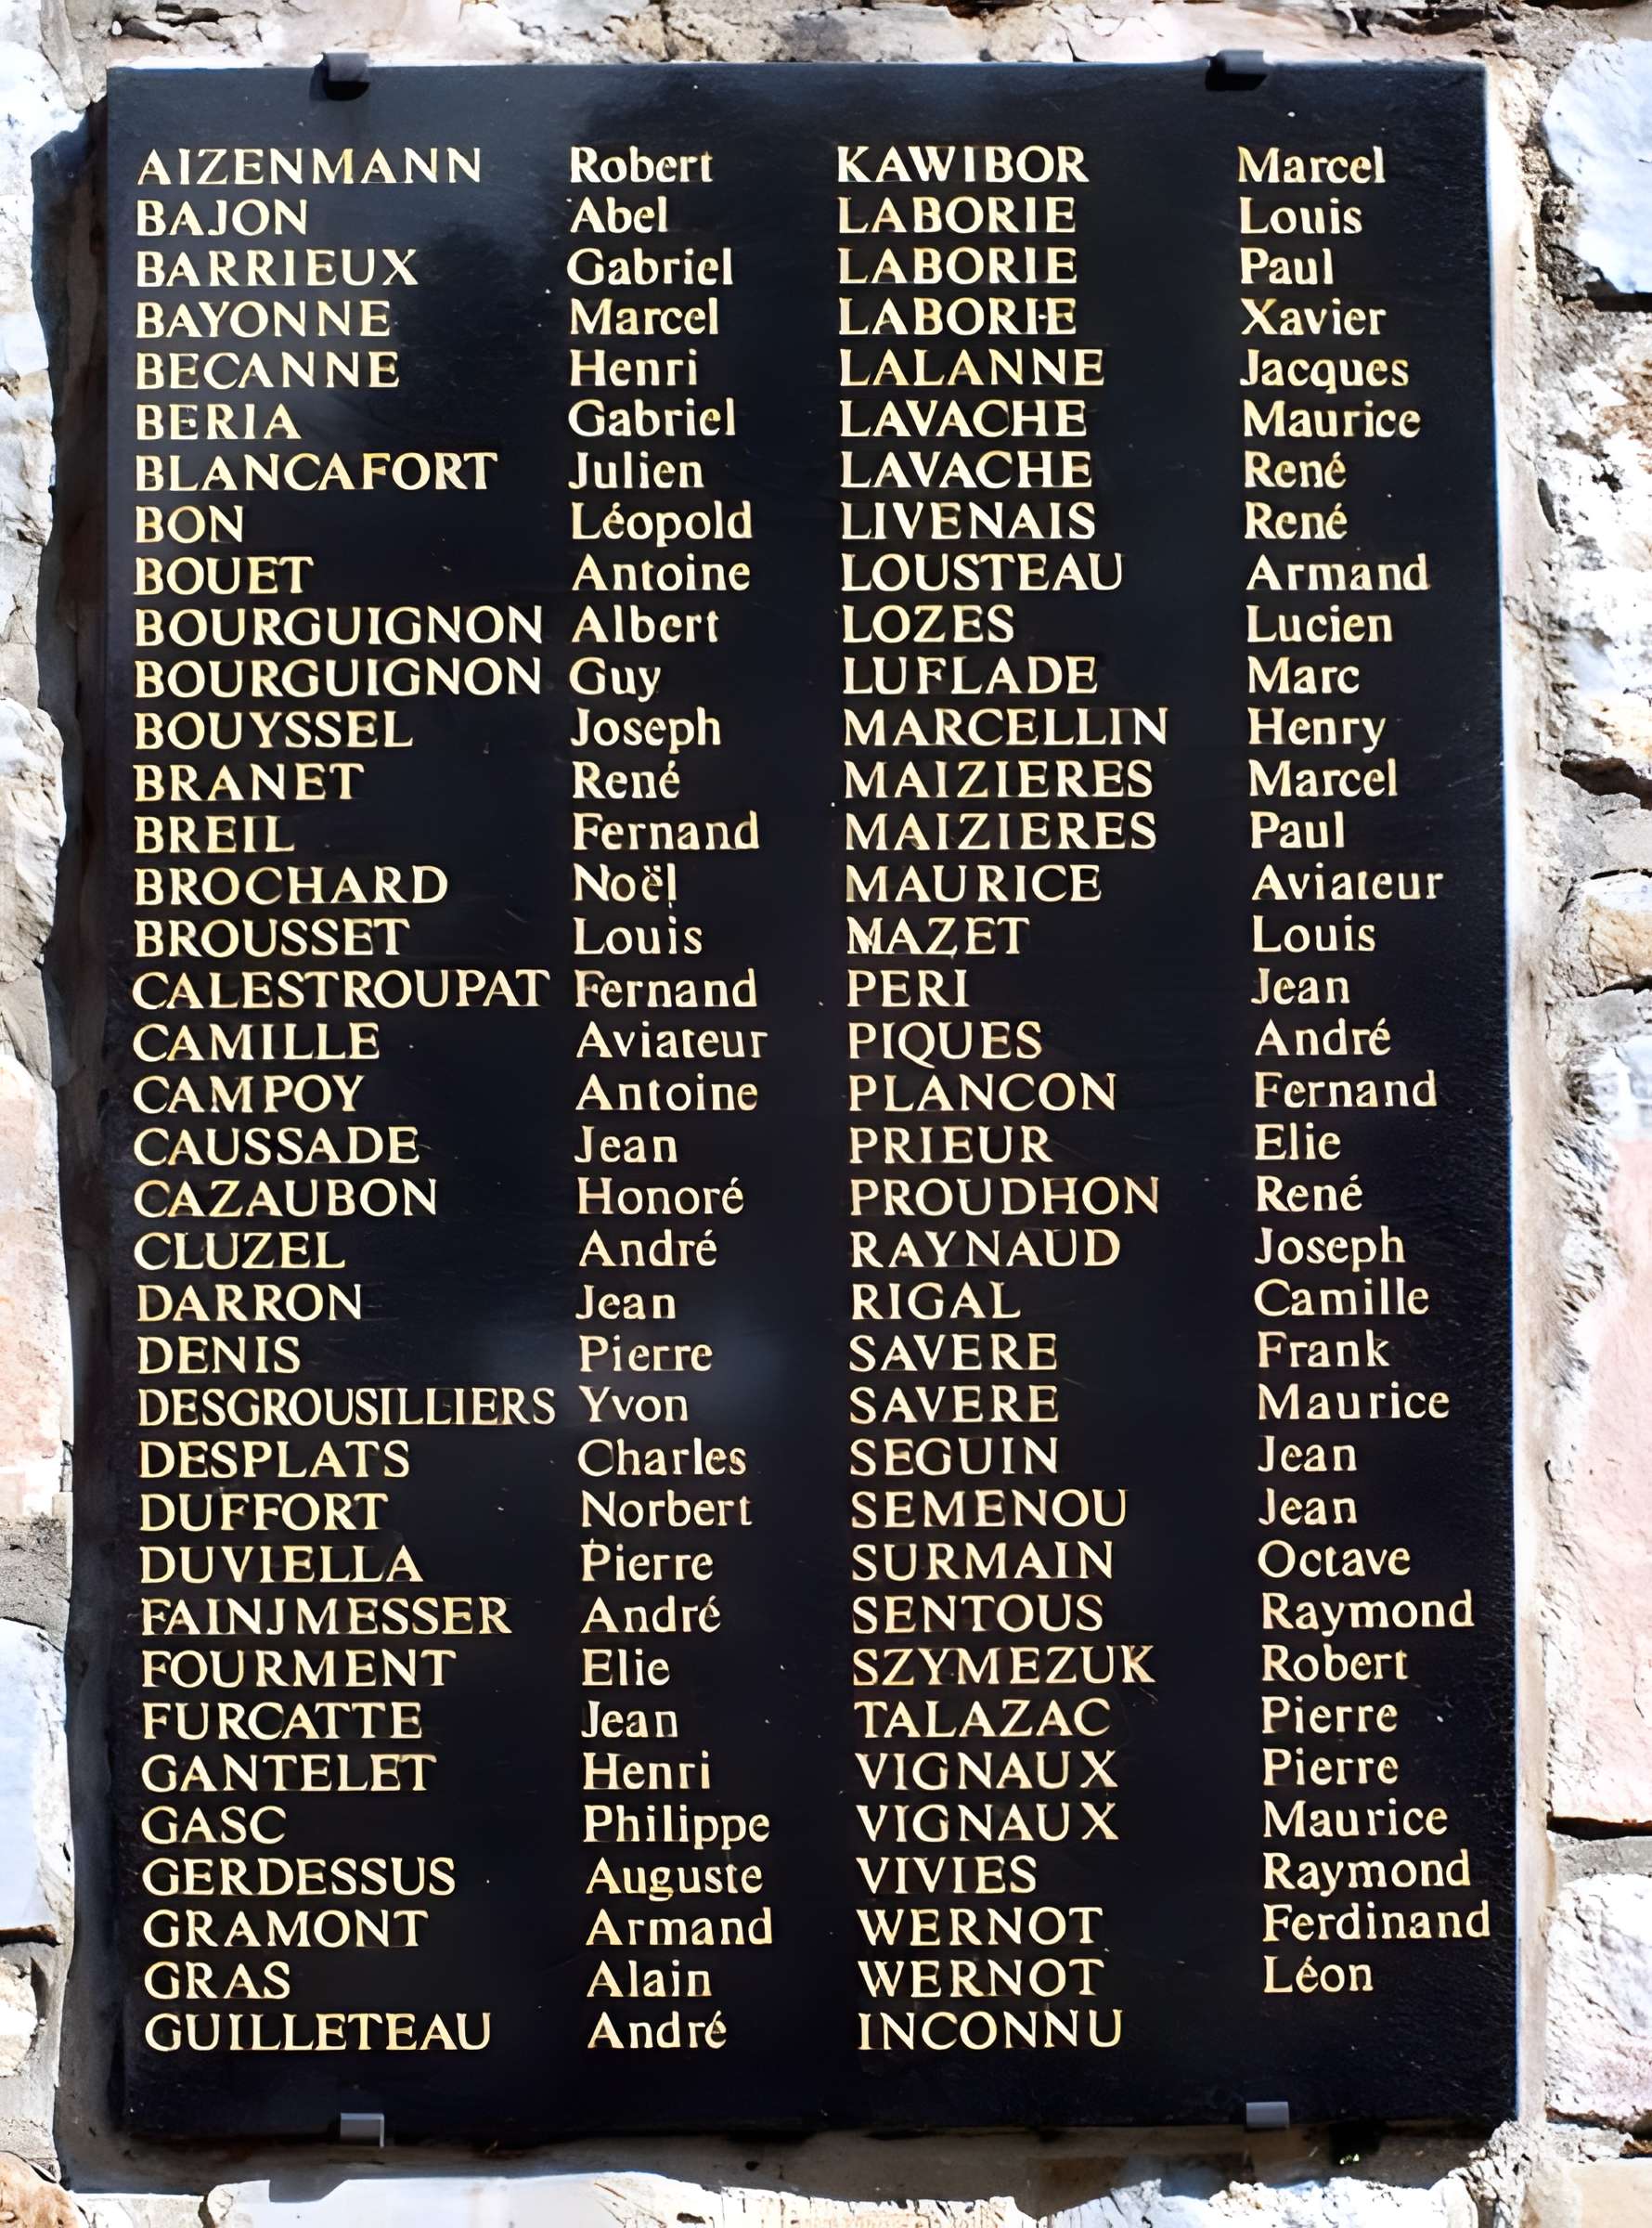 AIZENMANN Robert KAWIBOR Marcel
BAJON Abel LABORIE Louis
BARRIEUX Gabriel LABORIE Paul
BAYONNE Marcel LABORIE Xavier
BECANNE Henri LALANNE Jacques
BERIA Gabriel LAVACHE Maurice
BLANCAFORT Julien LAVACHE René
BON Léopold LIVENAIS René
BOUET Antoine LOUSTEAU Armand
BOURGUIGNON Albert LOZES Lucien
BOURGUIGNON Guy LUFLADE Marc
BOUYSSEL Joseph MARCELLIN Henry
BRANET René MAIZIERES Marcel
BREIL Fernand MAIZIERES Paul
BROCHARD Noël MAURICE Aviateur
BROUSSET Louis MAZET Louis
CALESTROUPAT Fernand PERI Jean
CAMILLE Aviateur PIQUES André
CAMPOY Antoine PLANCON Fernand
CAUSSADE Jean PRIEUR Elie
CAZAUBON Honoré PROUDHON René
CLUZEL André RAYNAUD Joseph
DARRON Jean RIGAL Camille
DENIS Pierre SAVERE Frank
DESGROUSILLIERS Yvon SAVERE Maurice
DESPLATS Charles SEGUIN Jean
DUFFORT Norbert SEMENOU Jean
DUVIELLA Pierre SURMAIN Octave
FAINJMESSER André SENTOUS Raymond
FOURMENT Elie SZYMEZUK Robert
FURCATTE Jean TALAZAC Pierre
GANTELET Henri VIGNAUX Pierre
GASC Philippe VIGNAUX Maurice
GERDESSUS Auguste VIVIES Raymond
GRAMONT Armand WERNOT Ferdinand
GRAS Alain WERNOT Léon
GUILLETEAU André INCONNU